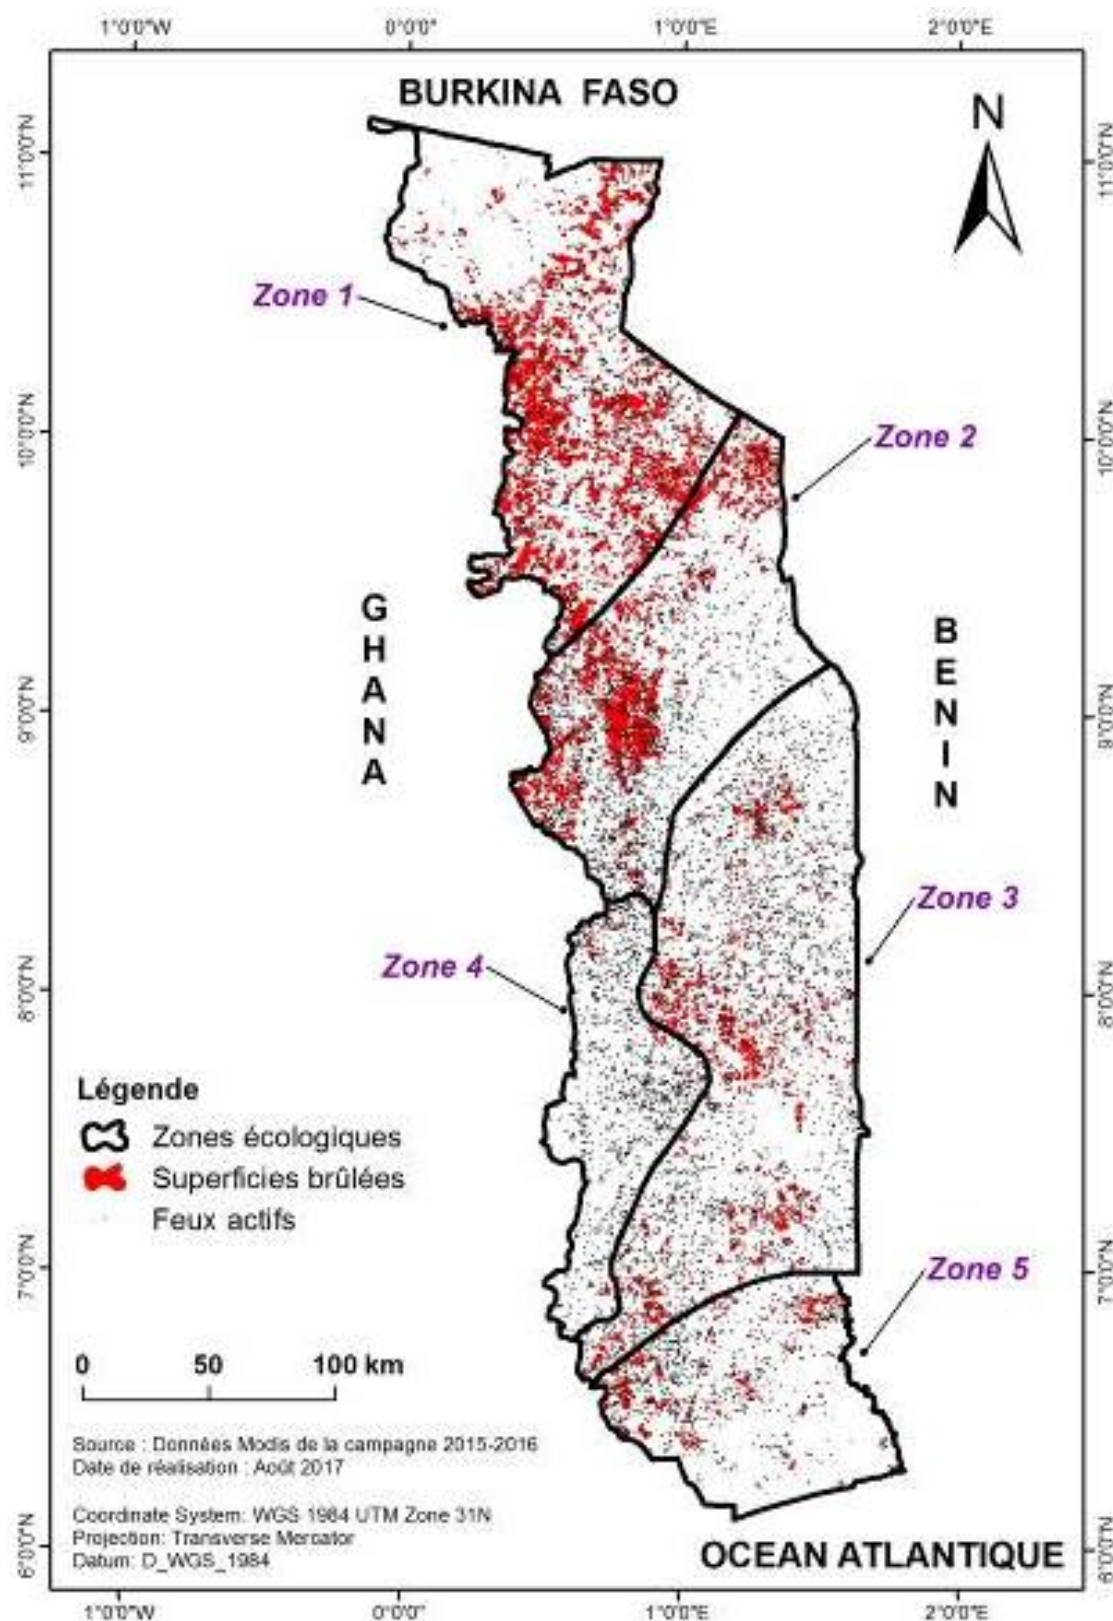 1°0'0"W 0°0'0" 1°0'0"E 2°0'0"E
BURKINA FASO
N
11°0'0"N 11°0'0"N
Zone 1
10°0'0"N 10°0'0"N
Zone 2
GHANA
BENIN
9°0'0"N 9°0'0"N
Zone 3
Zone 4
8°0'0"N 8°0'0"N
Légende
Zones écologiques
Superficies brûlées
Feux actifs
7°0'0"N 7°0'0"N
Zone 5
0 50 100 km
Source : Données Modis de la campagne 2015-2016
Date de réalisation : Août 2017
Coordinate System: WGS 1984 UTM Zone 31N
Projection: Transverse Mercator
Datum: D_WGS_1984
6°0'0"N 6°0'0"N
OCEAN ATLANTIQUE
1°0'0"W 0°0'0" 1°0'0"E 2°0'0"E